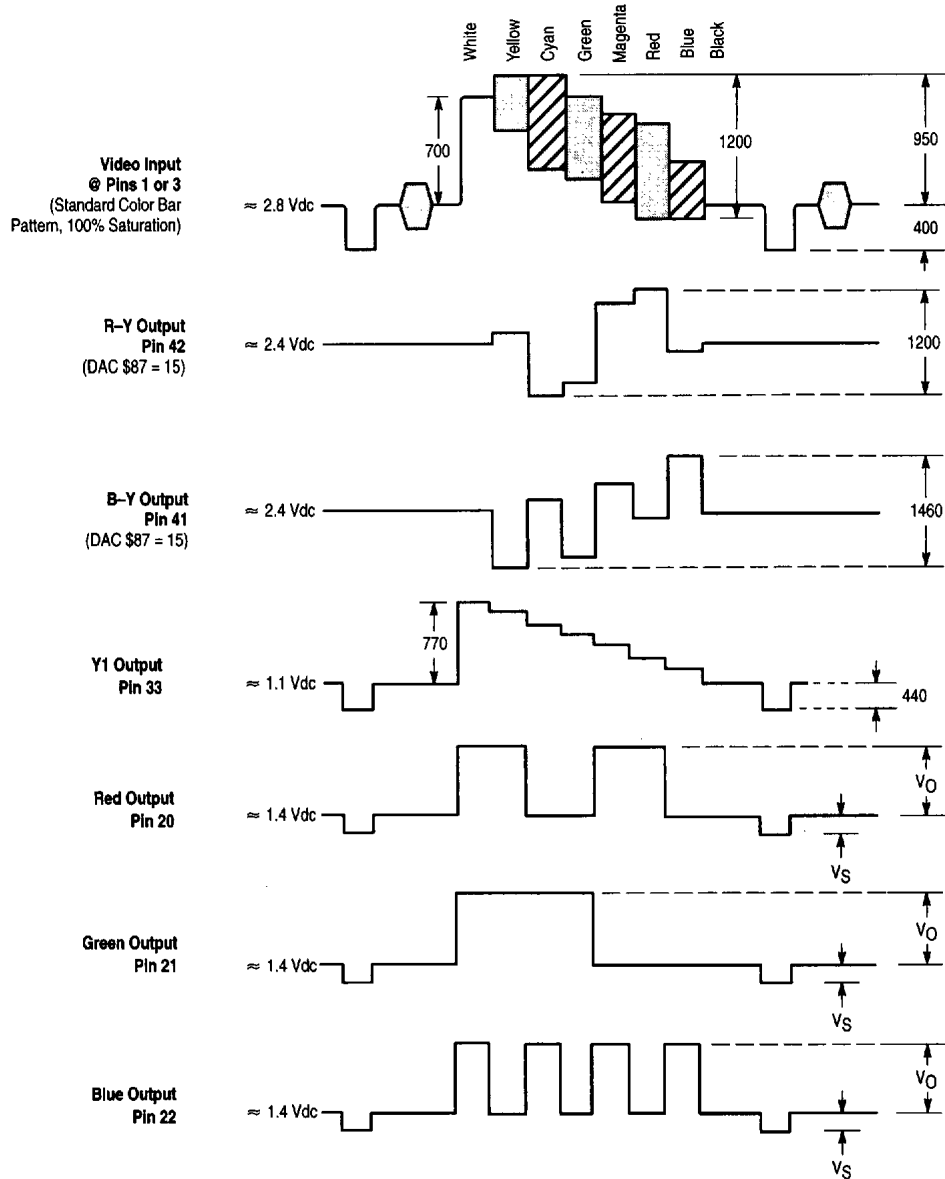 White
Yellow
Cyan
Green
Magenta
Red
Blue
Black
Video Input
@ Pins 1 or 3
(Standard Color Bar
Pattern, 100% Saturation)
≈ 2.8 Vdc
700
1200
950
400
R–Y Output
Pin 42
(DAC $87 = 15)
≈ 2.4 Vdc
1200
B–Y Output
Pin 41
(DAC $87 = 15)
≈ 2.4 Vdc
1460
Y1 Output
Pin 33
≈ 1.1 Vdc
770
440
Red Output
Pin 20
≈ 1.4 Vdc
VO
VS
Green Output
Pin 21
≈ 1.4 Vdc
VO
VS
Blue Output
Pin 22
≈ 1.4 Vdc
VO
VS